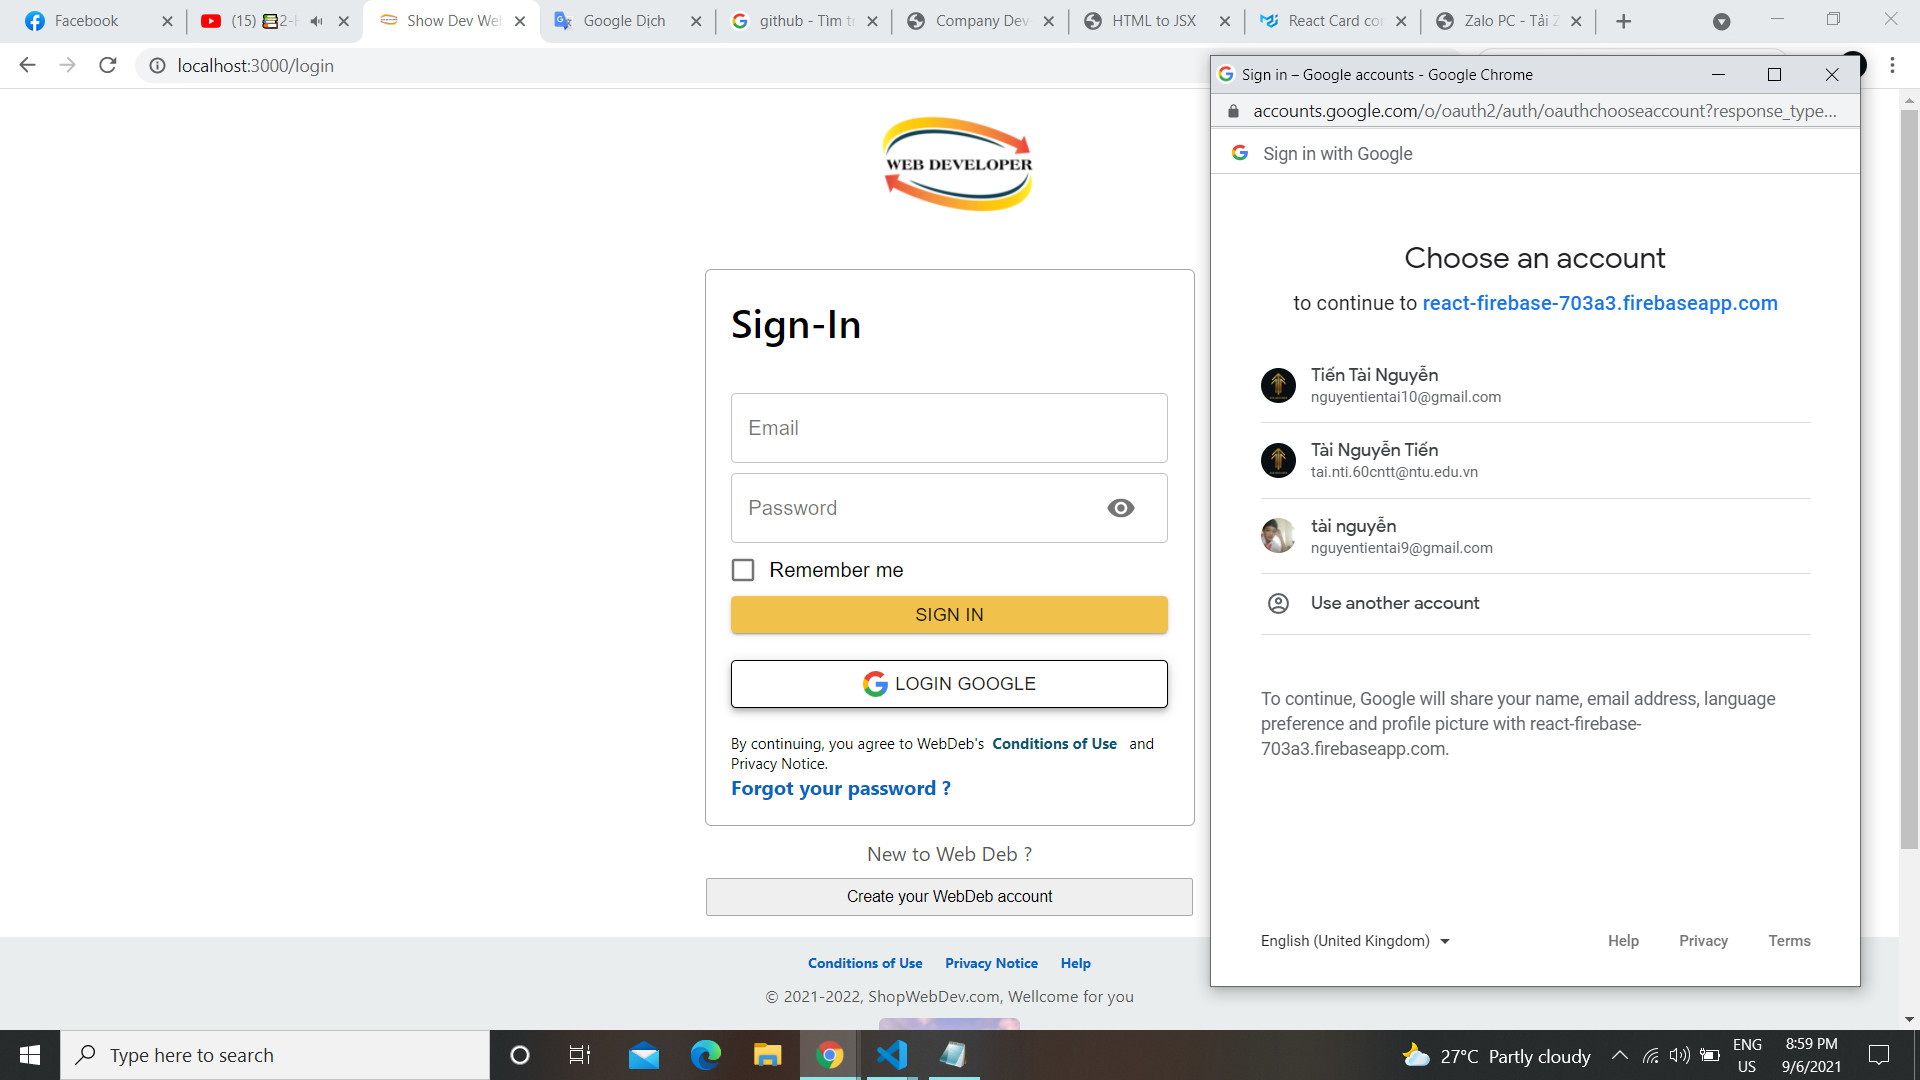 Facebook
(15) 📚2-H
Show Dev Web
Google Dịch
github - Tìm tr
Company Dev
HTML to JSX
React Card con
Zalo PC - Tải Z
localhost:3000/login
WEB DEVELOPER
Sign-In
Email
Password
Remember me
SIGN IN
LOGIN GOOGLE
By continuing, you agree to WebDeb's Conditions of Use and
Privacy Notice.
Forgot your password ?
New to Web Deb ?
Create your WebDeb account
Conditions of Use Privacy Notice Help
© 2021-2022, ShopWebDev.com, Wellcome for you
Sign in – Google accounts - Google Chrome
accounts.google.com/o/oauth2/auth/oauthchooseaccount?response_type...
Sign in with Google
Choose an account
to continue to react-firebase-703a3.firebaseapp.com
Tiến Tài Nguyễn
nguyentientai10@gmail.com
Tài Nguyễn Tiến
tai.nti.60cntt@ntu.edu.vn
tài nguyễn
nguyentientai9@gmail.com
Use another account
To continue, Google will share your name, email address, language
preference and profile picture with react-firebase-
703a3.firebaseapp.com.
English (United Kingdom)
Help Privacy Terms
Type here to search
27°C Partly cloudy
ENG
US
8:59 PM
9/6/2021